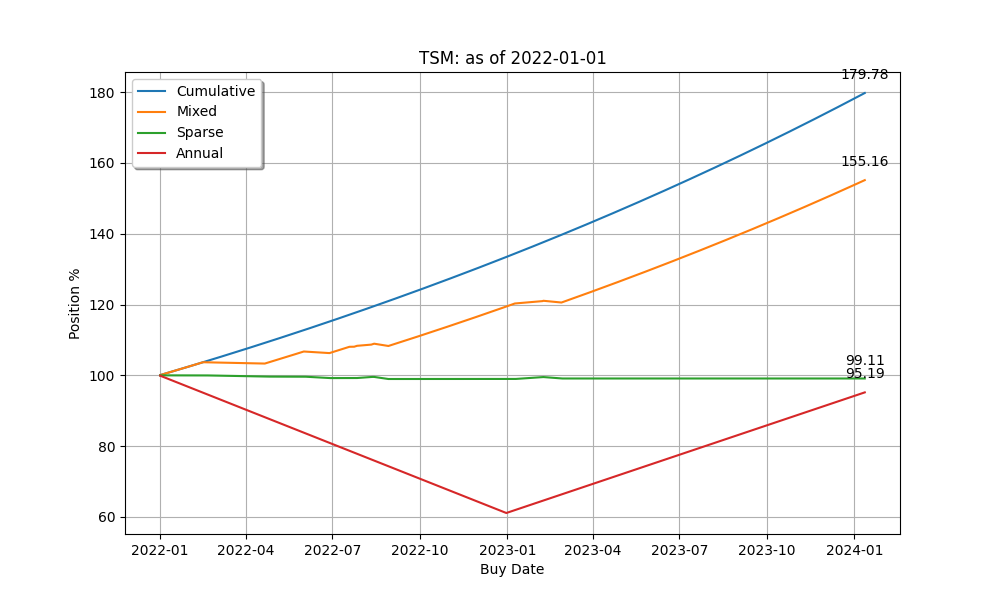 TSM: as of 2022-01-01
Cumulative
Mixed
Sparse
Annual
179.78
155.16
99.11
95.19
Position %
180
160
140
120
100
80
60
2022-01
2022-04
2022-07
2022-10
2023-01
2023-04
2023-07
2023-10
2024-01
Buy Date